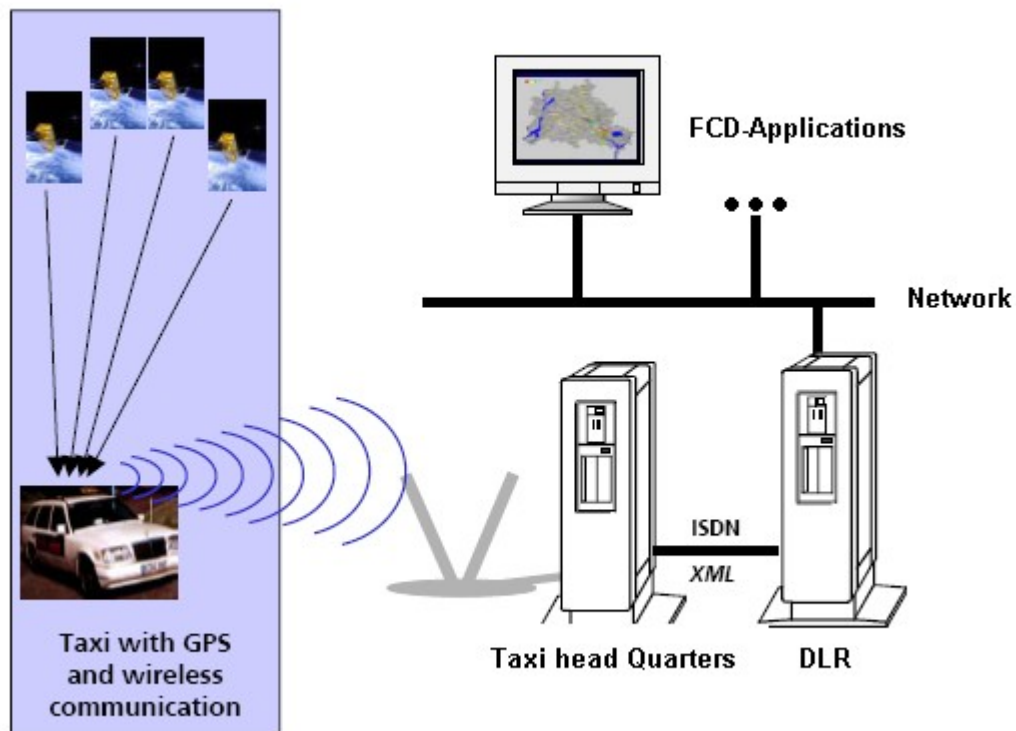 FCD-Applications
Network
ISDN
XML
Taxi head Quarters
DLR
Taxi with GPS
and wireless
communication